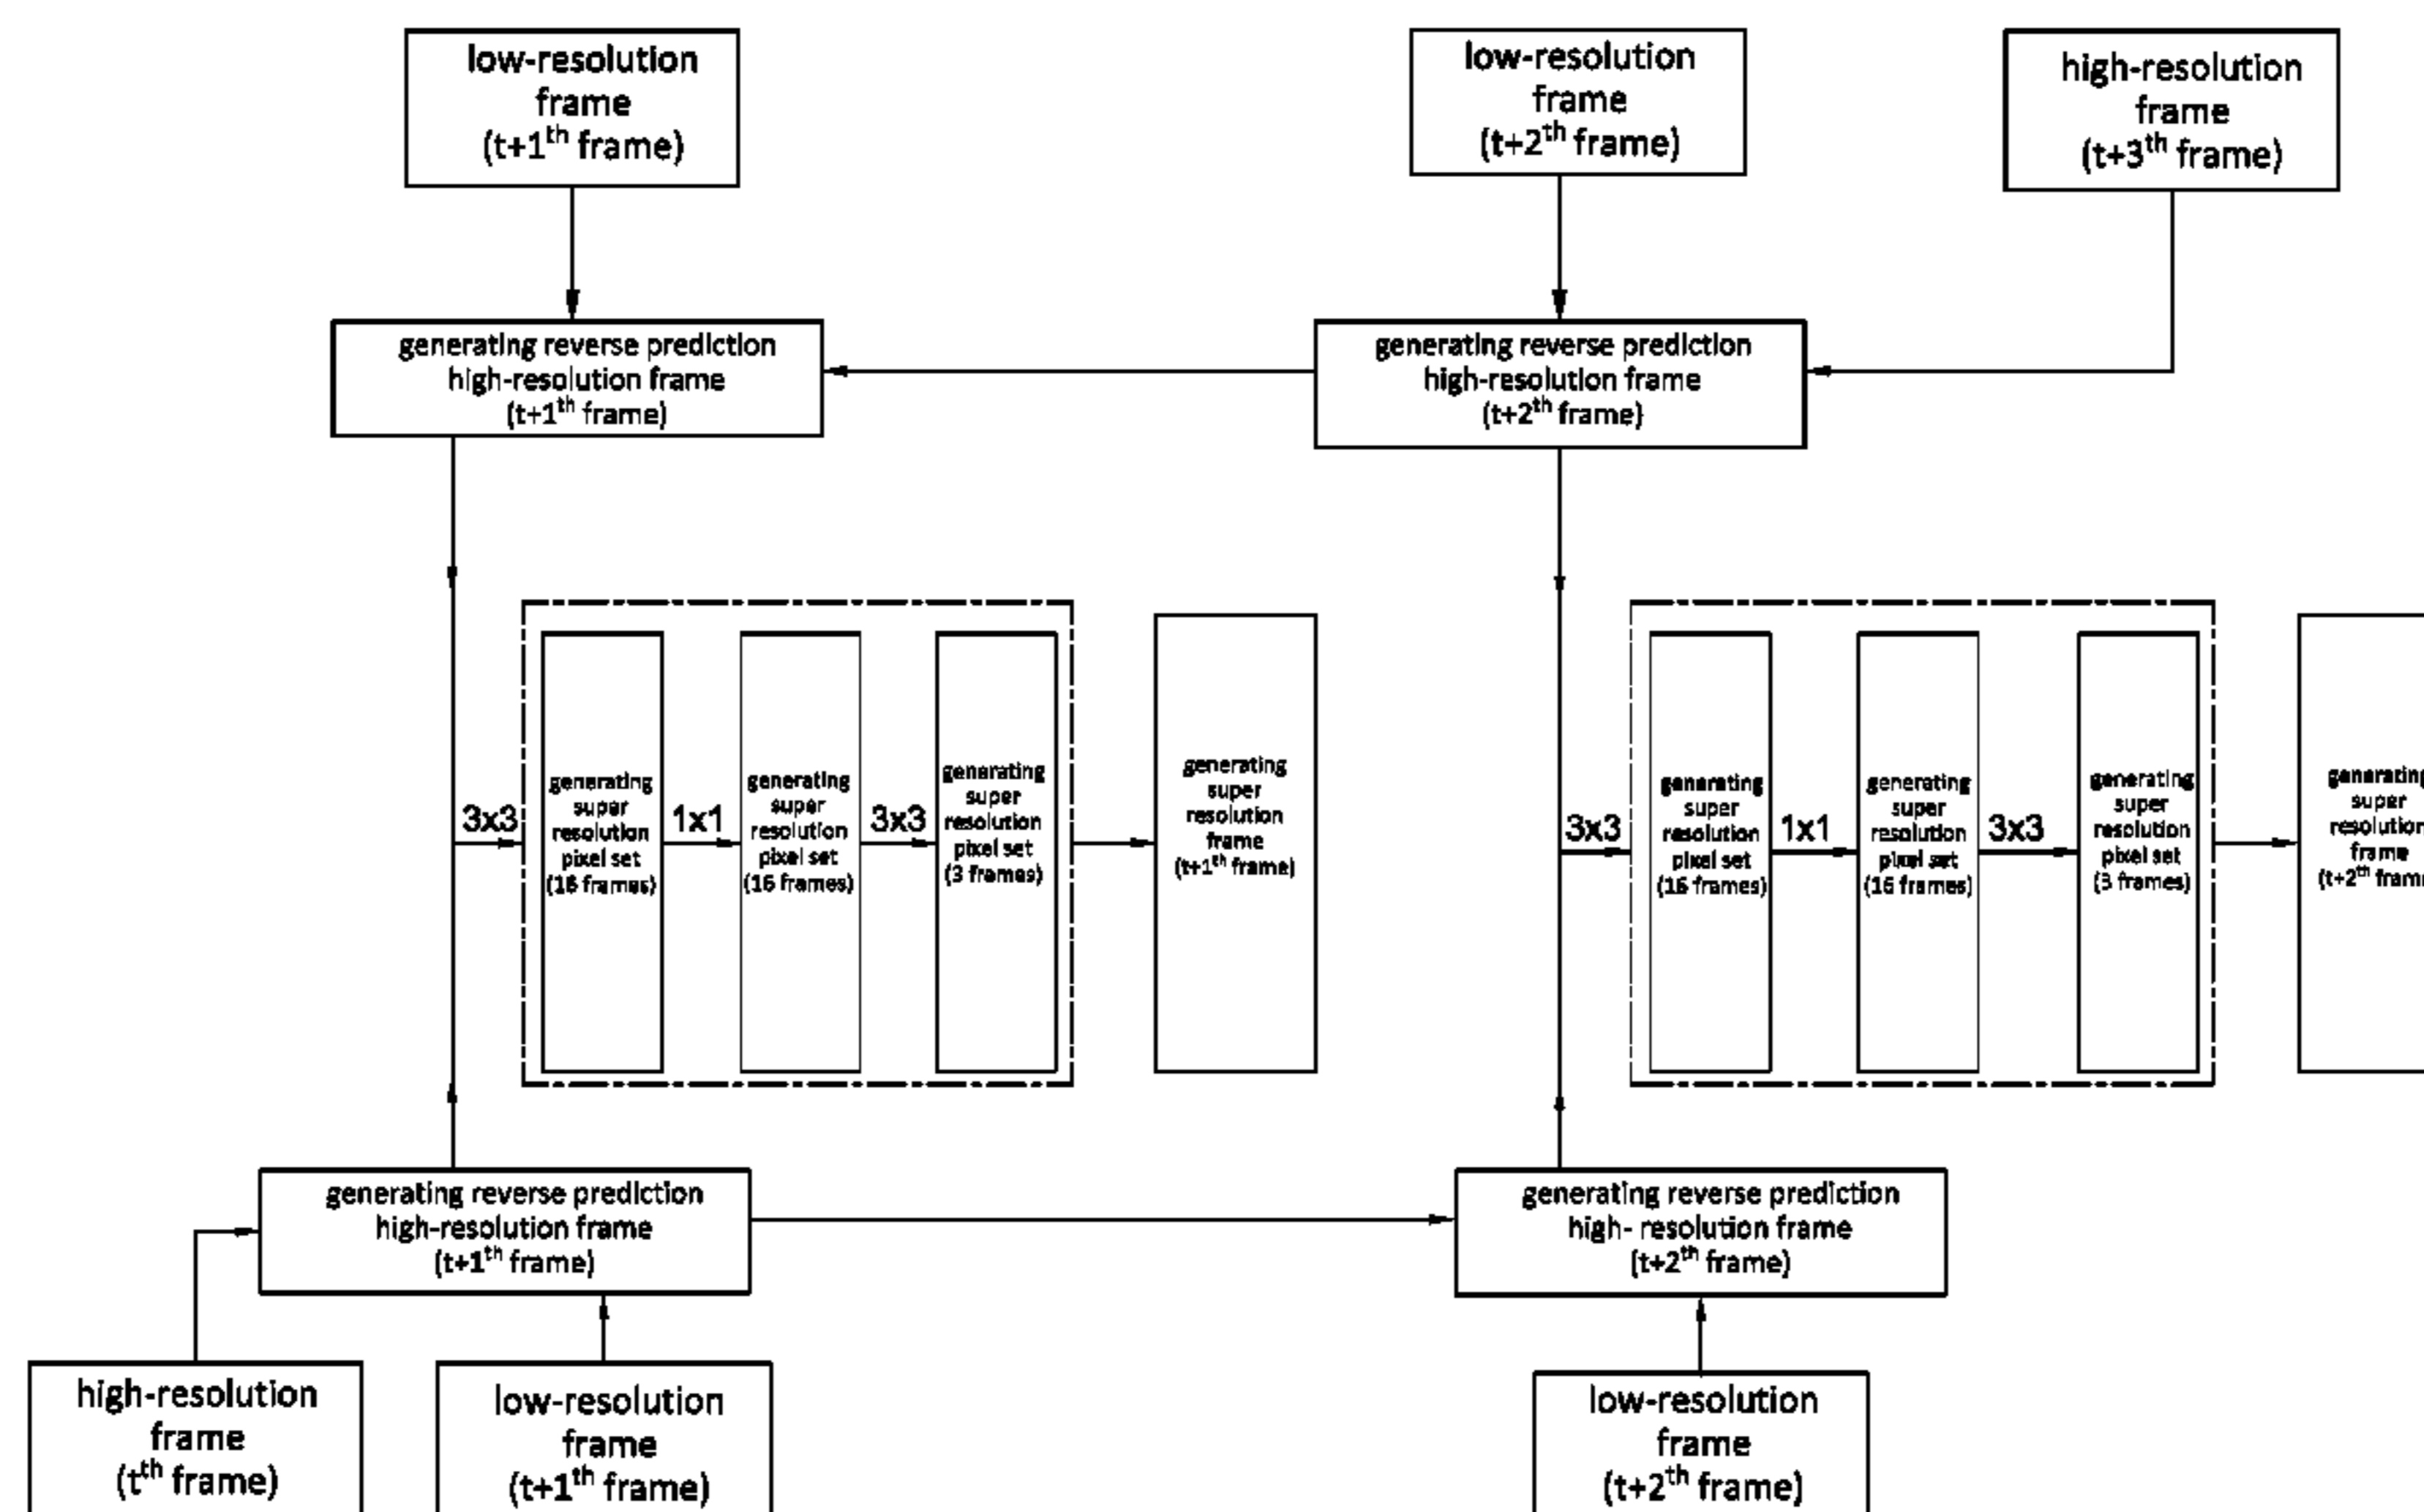 low-resolution
frame
(t+1th frame)
low-resolution
frame
(t+2th frame)
high-resolution
frame
(t+3th frame)
generating reverse prediction
high-resolution frame
(t+1th frame)
generating reverse prediction
high-resolution frame
(t+2th frame)
3x3
generating
super
resolution
pixel set
(16 frames)
1x1
generating
super
resolution
pixel set
(16 frames)
3x3
generating
super
resolution
pixel set
(3 frames)
generating
super
resolution
frame
(t+1th frame)
3x3
generating
super
resolution
pixel set
(16 frames)
1x1
generating
super
resolution
pixel set
(16 frames)
3x3
generating
super
resolution
pixel set
(3 frames)
generating
super
resolution
frame
(t+2th frame
generating reverse prediction
high-resolution frame
(t+1th frame)
generating reverse prediction
high- resolution frame
(t+2th frame)
high-resolution
frame
(tth frame)
low-resolution
frame
(t+1th frame)
low-resolution
frame
(t+2th frame)